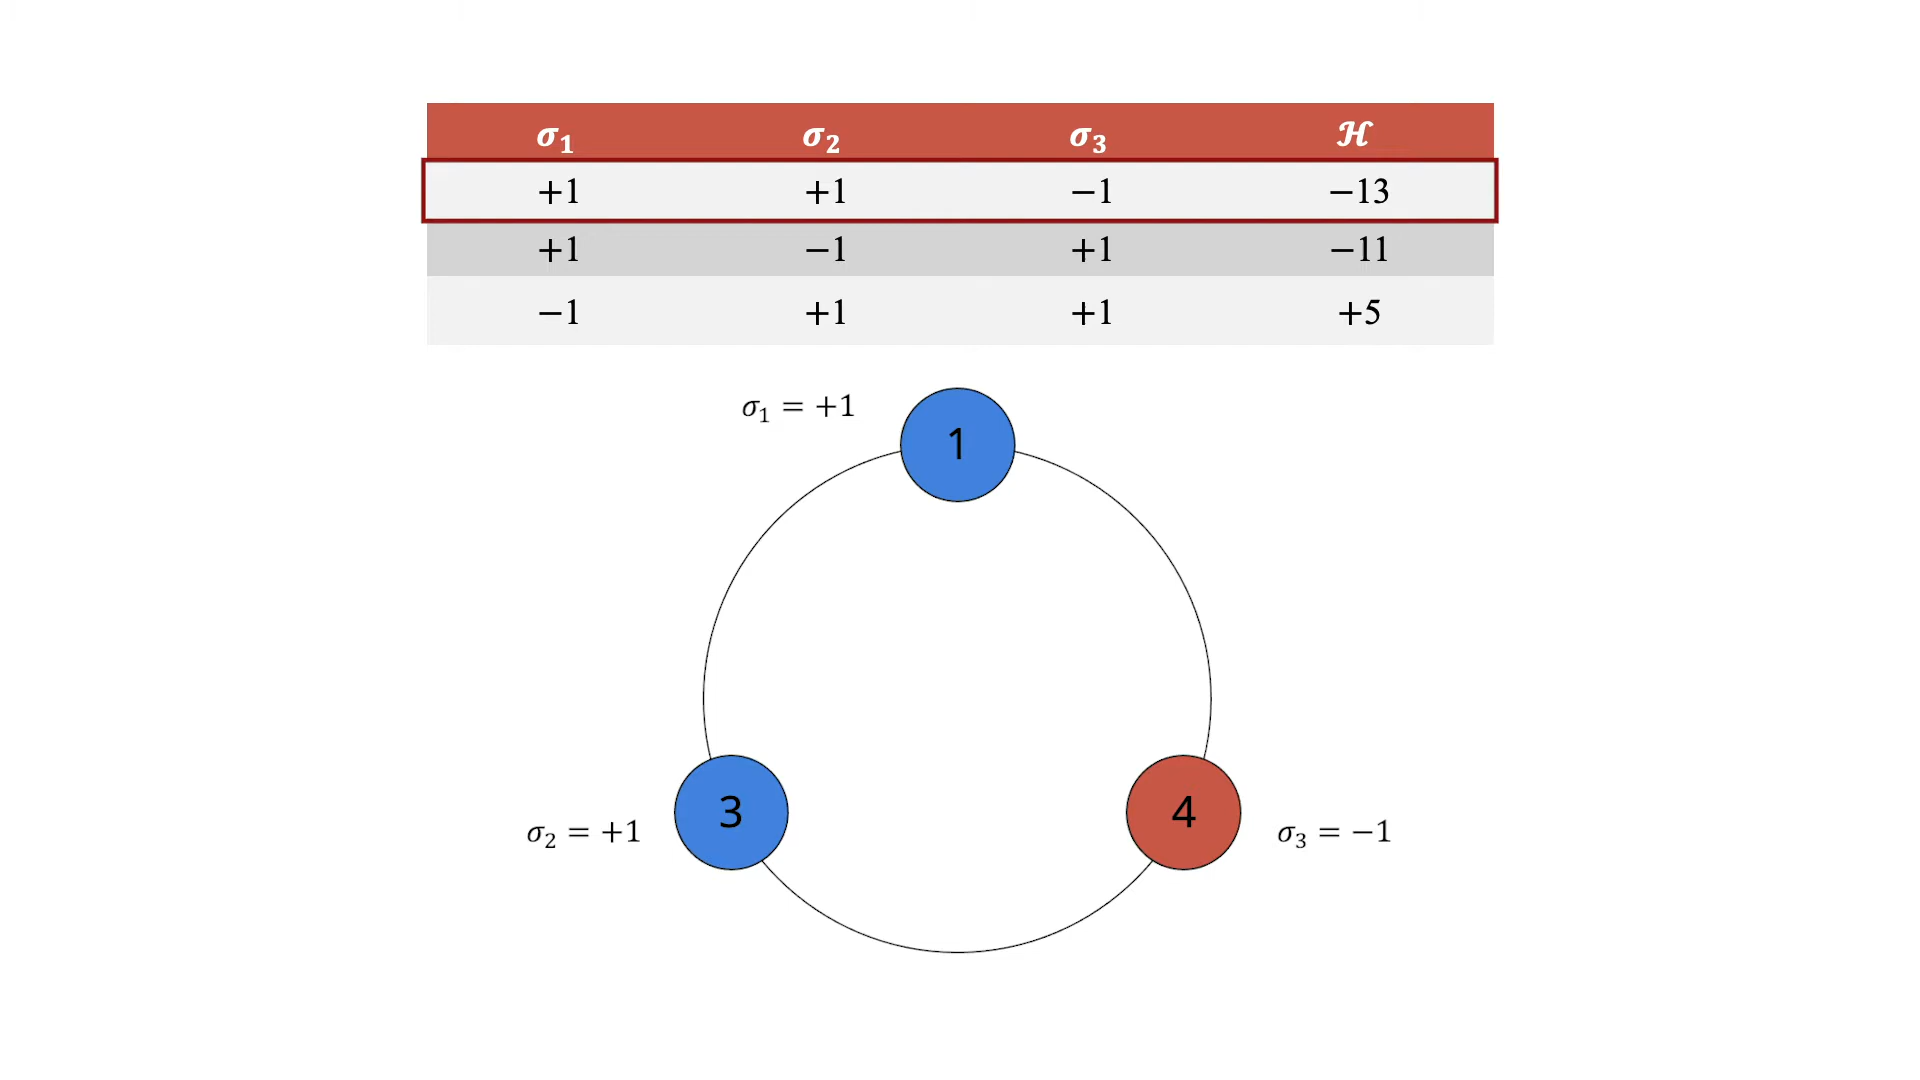 σ₁ σ₂ σ₃ ℋ
+1 +1 −1 −13
+1 −1 +1 −11
−1 +1 +1 +5
σ₁ = +1
1
3
4
σ₂ = +1
σ₃ = −1